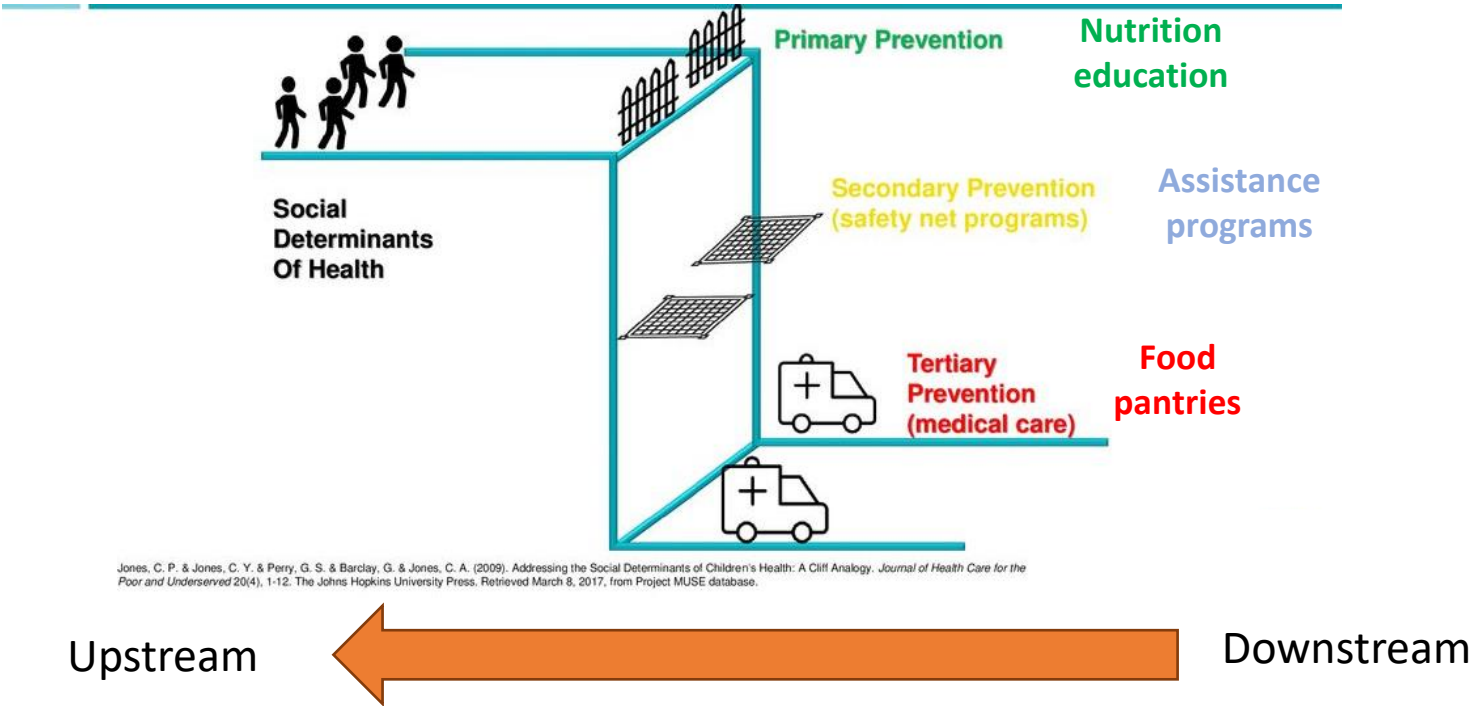 Primary Prevention
Nutrition
education
Social
Determinants
Of Health
Secondary Prevention
(safety net programs)
Assistance
programs
Tertiary
Prevention
(medical care)
Food
pantries
Jones, C. P. & Jones, C. Y. & Perry, G. S. & Barclay, G. & Jones, C. A. (2009). Addressing the Social Determinants of Children's Health: A Cliff Analogy. Journal of Health Care for the
Poor and Underserved 20(4), 1-12. The Johns Hopkins University Press. Retrieved March 8, 2017, from Project MUSE database.
Upstream
Downstream